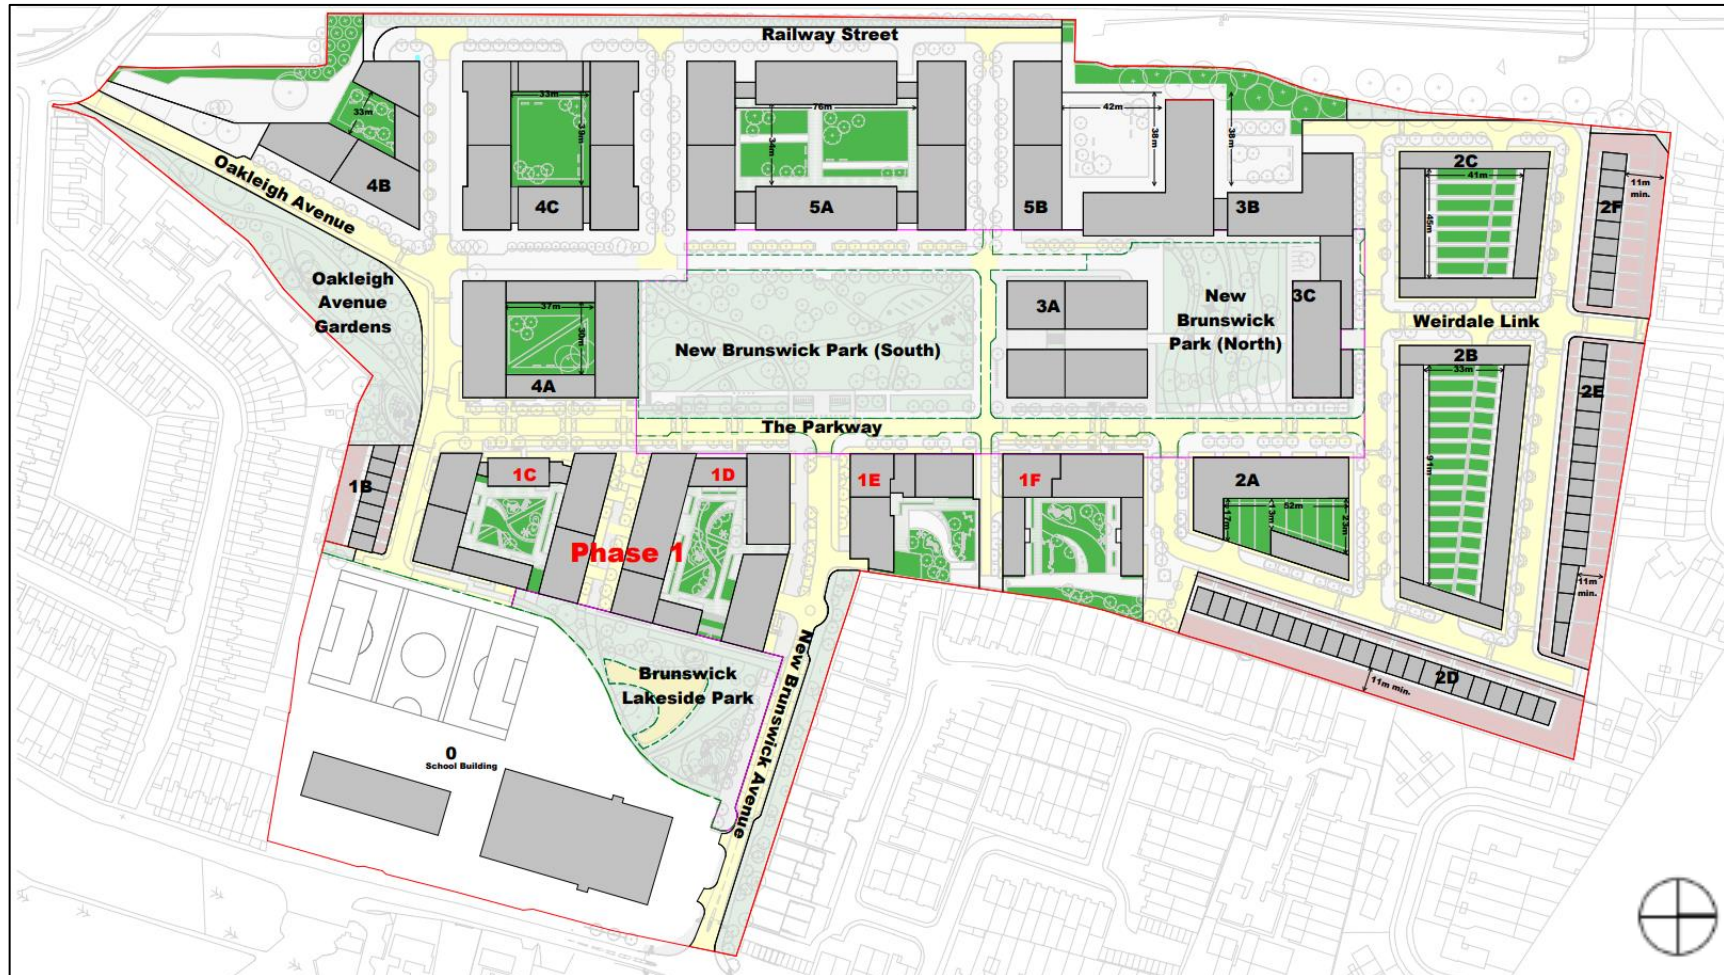 Railway Street
33m
39m
33m
76m
34m
42m
38m
38m
2C
41m
45m
11m
min.
2F
4B
4C
5A
5B
3B
Oakleigh Avenue
Oakleigh
Avenue
Gardens
37m
30m
4A
New Brunswick Park (South)
3A
New
Brunswick
Park (North)
3C
Weirdale Link
2B
33m
91m
2E
11m
min.
The Parkway
1B
1C
1D
1E
1F
2A
52m
17m
13m
23m
Phase 1
2D
11m min.
Brunswick
Lakeside Park
New Brunswick Avenue
0
School Building